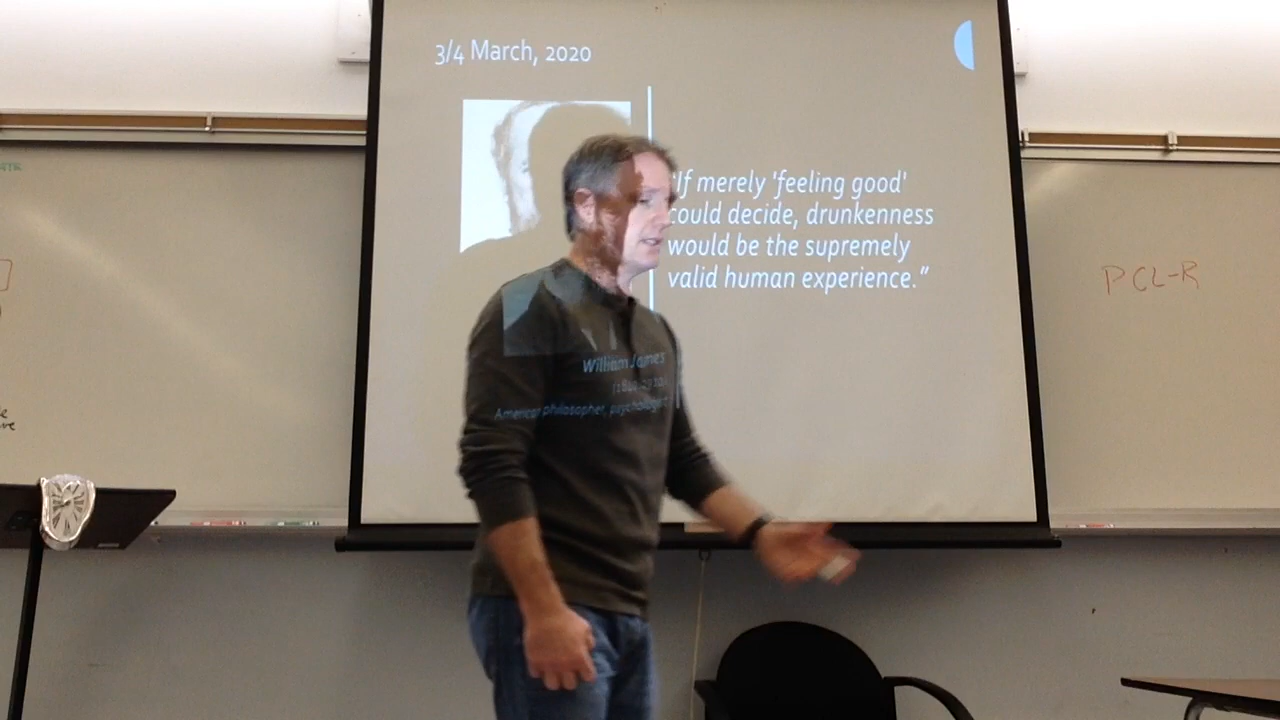 3/4 March, 2020
"If merely 'feeling good'
could decide, drunkenness
would be the supremely
valid human experience."
William James
American philosopher, psychologist
PCL-R